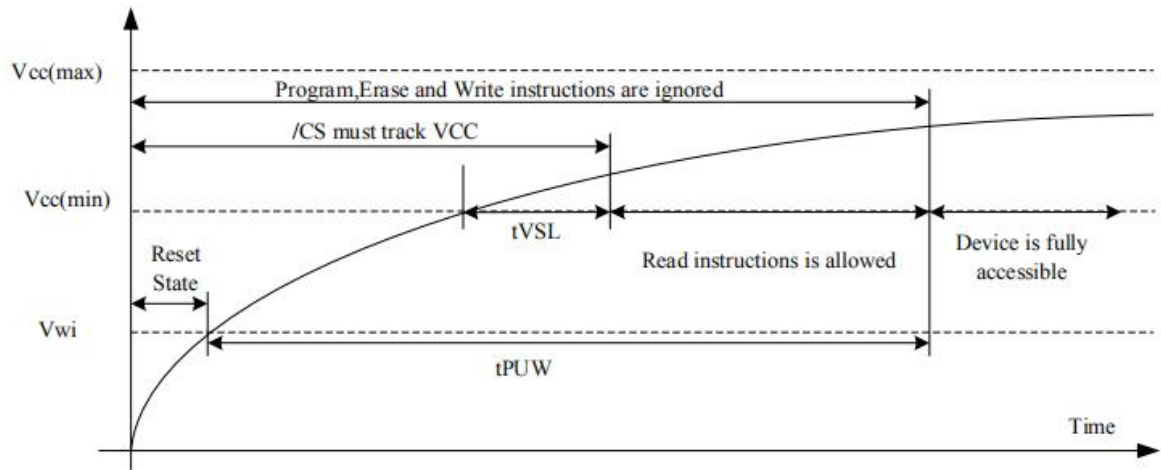 Vcc(max)
Program,Erase and Write instructions are ignored
/CS must track VCC
Vcc(min)
tVSL
Reset
State
Read instructions is allowed
Device is fully
accessible
Vwi
tPUW
Time